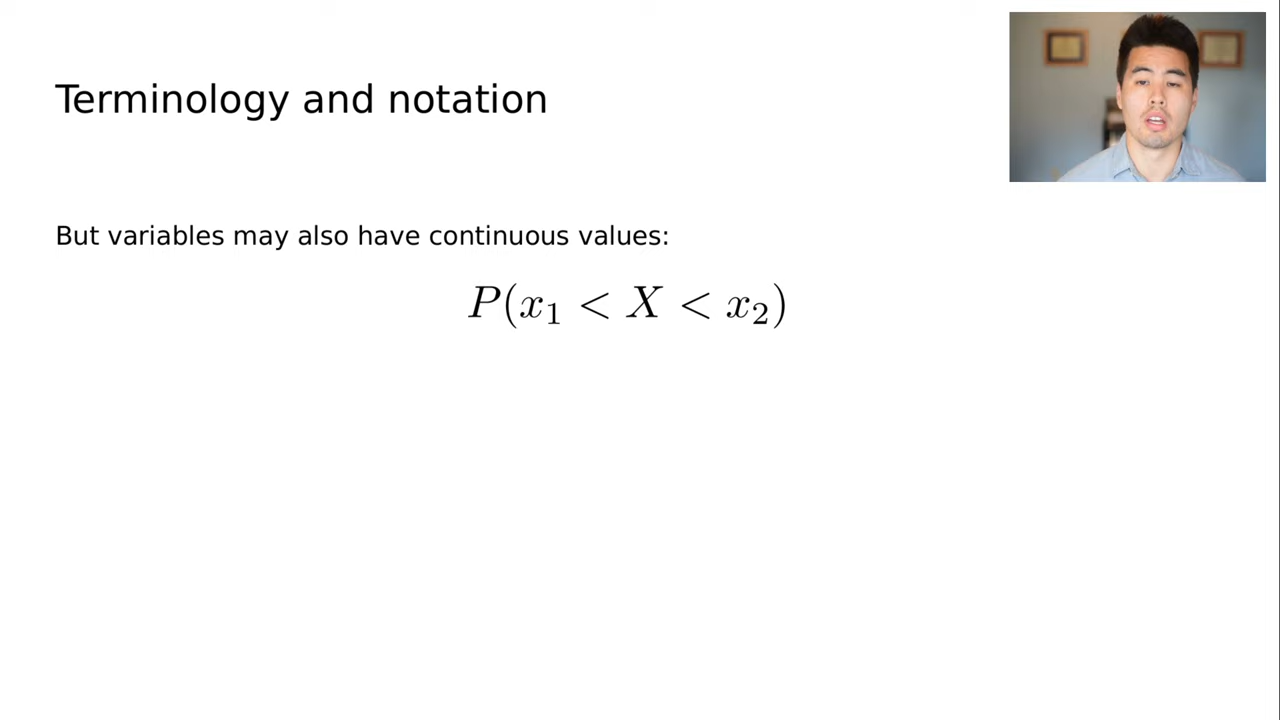 Terminology and notation
But variables may also have continuous values:
P(x₁ < X < x₂)